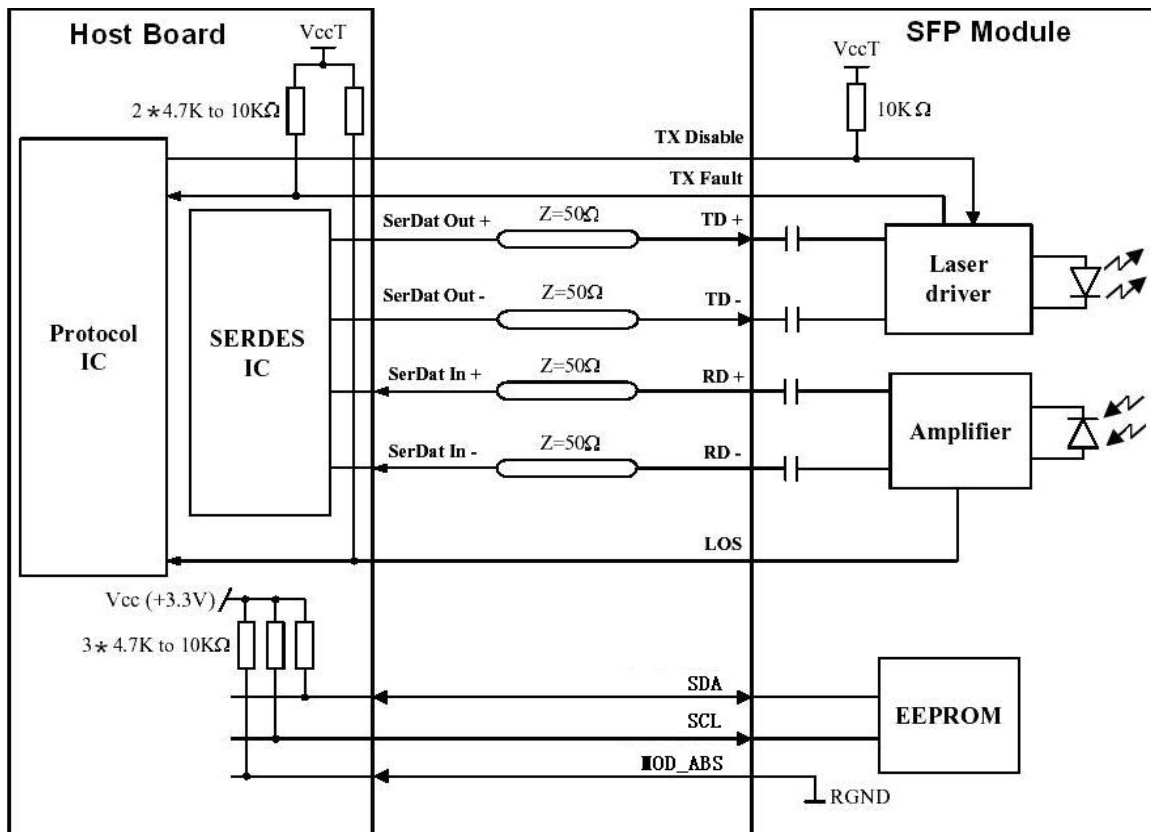 Host Board
SFP Module
VccT
VccT
2*4.7K to 10KΩ
10KΩ
TX Disable
TX Fault
SerDat Out +
Z=50Ω
TD +
SerDat Out -
Z=50Ω
TD -
Laser
driver
Protocol
IC
SERDES
IC
SerDat In +
Z=50Ω
RD +
SerDat In -
Z=50Ω
RD -
Amplifier
LOS
Vcc (+3.3V)
3*4.7K to 10KΩ
SDA
SCL
MOD_ABS
EEPROM
RGND